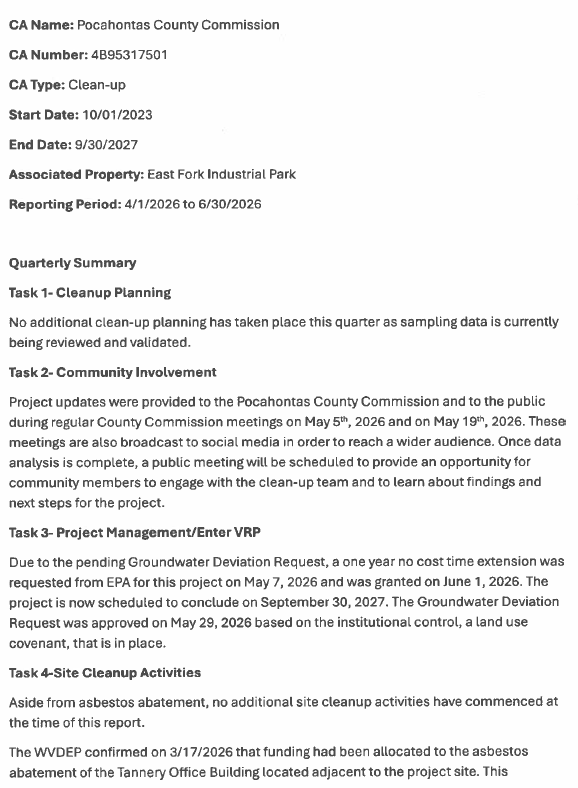 CA Name: Pocahontas County Commission
CA Number: 4B95317501
CA Type: Clean-up
Start Date: 10/01/2023
End Date: 9/30/2027
Associated Property: East Fork Industrial Park
Reporting Period: 4/1/2026 to 6/30/2026
Quarterly Summary
Task 1- Cleanup Planning
No additional clean-up planning has taken place this quarter as sampling data is currently
being reviewed and validated.
Task 2- Community Involvement
Project updates were provided to the Pocahontas County Commission and to the public
during regular County Commission meetings on May 5th, 2026 and on May 19th, 2026. These
meetings are also broadcast to social media in order to reach a wider audience. Once data
analysis is complete, a public meeting will be scheduled to provide an opportunity for
community members to engage with the clean-up team and to learn about findings and
next steps for the project.
Task 3- Project Management/Enter VRP
Due to the pending Groundwater Deviation Request, a one year no cost time extension was
requested from EPA for this project on May 7, 2026 and was granted on June 1, 2026. The
project is now scheduled to conclude on September 30, 2027. The Groundwater Deviation
Request was approved on May 29, 2026 based on the institutional control, a land use
covenant, that is in place.
Task 4-Site Cleanup Activities
Aside from asbestos abatement, no additional site cleanup activities have commenced at
the time of this report.
The WVDEP confirmed on 3/17/2026 that funding had been allocated to the asbestos
abatement of the Tannery Office Building located adjacent to the project site. This